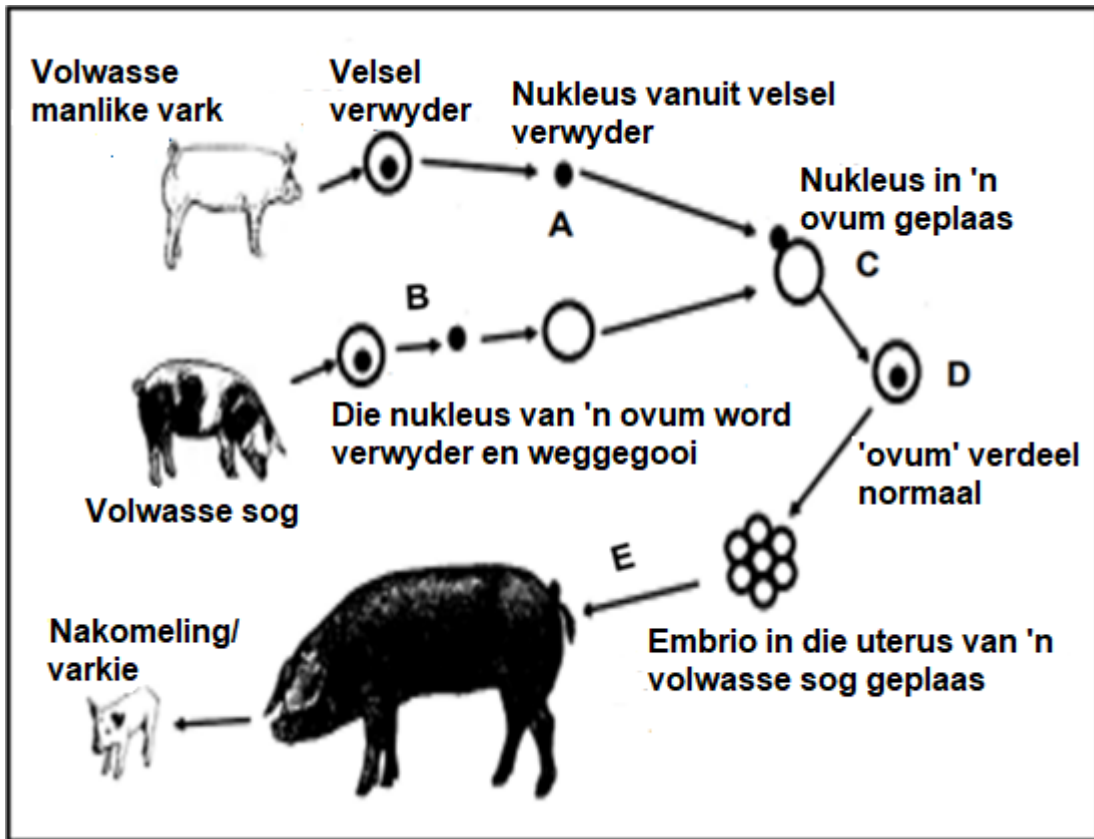 Volwasse
manlike vark
Velsel
verwyder
Nukleus vanuit velsel
verwyder
A
Nukleus in 'n
ovum geplaas
C
B
Die nukleus van 'n ovum word
verwyder en weggegooi
Volwasse sog
D
'ovum' verdeel
normaal
E
Embrio in die uterus van 'n
volwasse sog geplaas
Nakomeling/
varkie